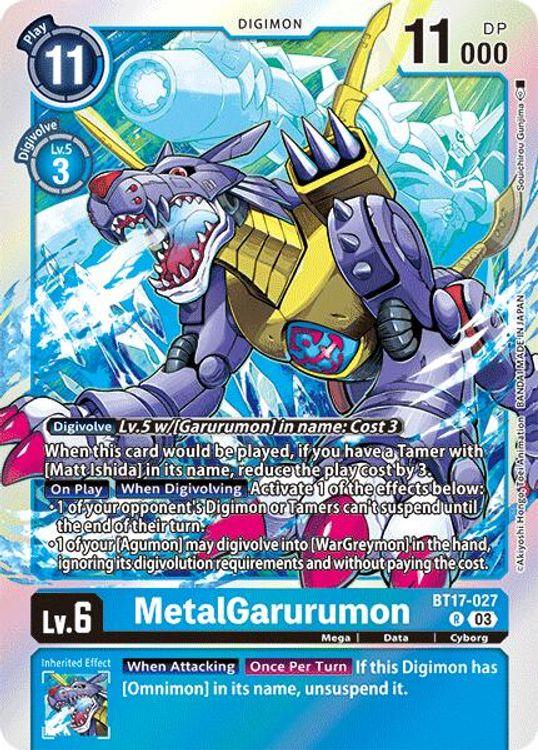 Play
11
DIGIMON
11000
DP
Digivolve
Lv.5
3
Souichirou Gunjima
©Akiyoshi Hongo, Toei Animation BANDAI MADE IN JAPAN
Digivolve Lv.5 w/[Garurumon] in name: Cost 3
When this card would be played, if you have a Tamer with
[Matt Ishida] in its name, reduce the play cost by 3.
On Play When Digivolving Activate 1 of the effects below:
・1 of your opponent's Digimon or Tamers can't suspend until
the end of their turn.
・1 of your [Agumon] may digivolve into [WarGreymon] in the hand,
ignoring its digivolution requirements and without paying the cost.
Lv.6
MetalGarurumon
BT17-027
R 03
Mega | Data | Cyborg
Inherited Effect
When Attacking Once Per Turn If this Digimon has
[Omnimon] in its name, unsuspend it.